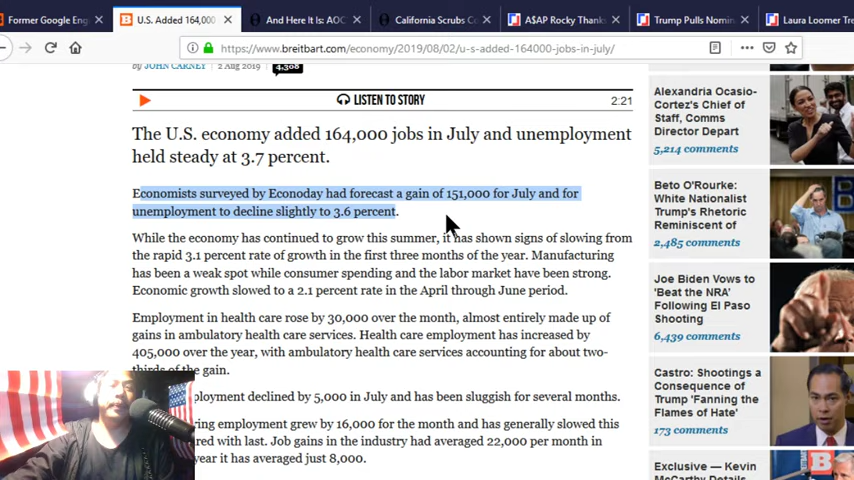 Former Google Eng
U.S. Added 164,000
And Here It Is: AOC
California Scrubs Co
A$AP Rocky Thanks
Trump Pulls Nomin
Laura Loomer Tre
https://www.breitbart.com/economy/2019/08/02/u-s-added-164000-jobs-in-july/
by JOHN CARNEY
2 Aug 2019
4,308
LISTEN TO STORY
2:21
The U.S. economy added 164,000 jobs in July and unemployment
held steady at 3.7 percent.
Economists surveyed by Econoday had forecast a gain of 151,000 for July and for
unemployment to decline slightly to 3.6 percent.
While the economy has continued to grow this summer, it has shown signs of slowing from
the rapid 3.1 percent rate of growth in the first three months of the year. Manufacturing
has been a weak spot while consumer spending and the labor market have been strong.
Economic growth slowed to a 2.1 percent rate in the April through June period.
Employment in health care rose by 30,000 over the month, almost entirely made up of
gains in ambulatory health care services. Health care employment has increased by
405,000 over the year, with ambulatory health care services accounting for about two-
thirds of the gain.
ployment declined by 5,000 in July and has been sluggish for several months.
ring employment grew by 16,000 for the month and has generally slowed this
red with last. Job gains in the industry had averaged 22,000 per month in
year it has averaged just 8,000.
Alexandria Ocasio-
Cortez's Chief of
Staff, Comms
Director Depart
5,214 comments
Beto O'Rourke:
White Nationalist
Trump's Rhetoric
Reminiscent of
2,485 comments
Joe Biden Vows to
'Beat the NRA'
Following El Paso
Shooting
6,439 comments
Castro: Shootings a
Consequence of
Trump 'Fanning the
Flames of Hate'
173 comments
Exclusive — Kevin
McCarthy Details